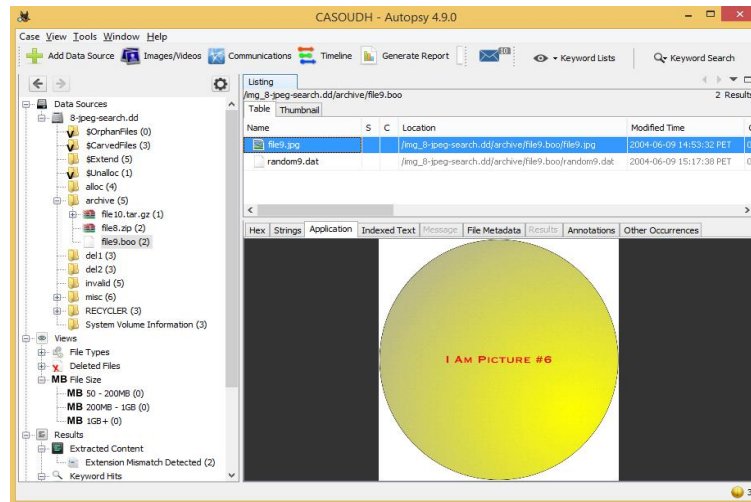 CASOUDH - Autopsy 4.9.0
Case View Tools Window Help
Add Data Source Images/Videos Communications Timeline Generate Report 10 Keyword Lists Keyword Search
Listing
/img_8-jpeg-search.dd/archive/file9.boo
2 Results
Table Thumbnail
Name S C Location Modified Time
file9.jpg /img_8-jpeg-search.dd/archive/file9.boo/file9.jpg 2004-06-09 14:53:32 PET
random9.dat /img_8-jpeg-search.dd/archive/file9.boo/random9.dat 2004-06-09 15:17:38 PET
Data Sources
8-jpeg-search.dd
$OrphanFiles (0)
$CarvedFiles (3)
$Extend (5)
$Unalloc (1)
alloc (4)
archive (5)
file10.tar.gz (1)
file8.zip (2)
file9.boo (2)
del1 (3)
del2 (3)
invalid (5)
misc (6)
RECYCLER (3)
System Volume Information (3)
Views
File Types
Deleted Files
MB File Size
MB 50 - 200MB (0)
MB 200MB - 1GB (0)
MB 1GB+ (0)
Results
Extracted Content
Extension Mismatch Detected (2)
Keyword Hits
Hex Strings Application Indexed Text Message File Metadata Results Annotations Other Occurrences
I AM PICTURE #6